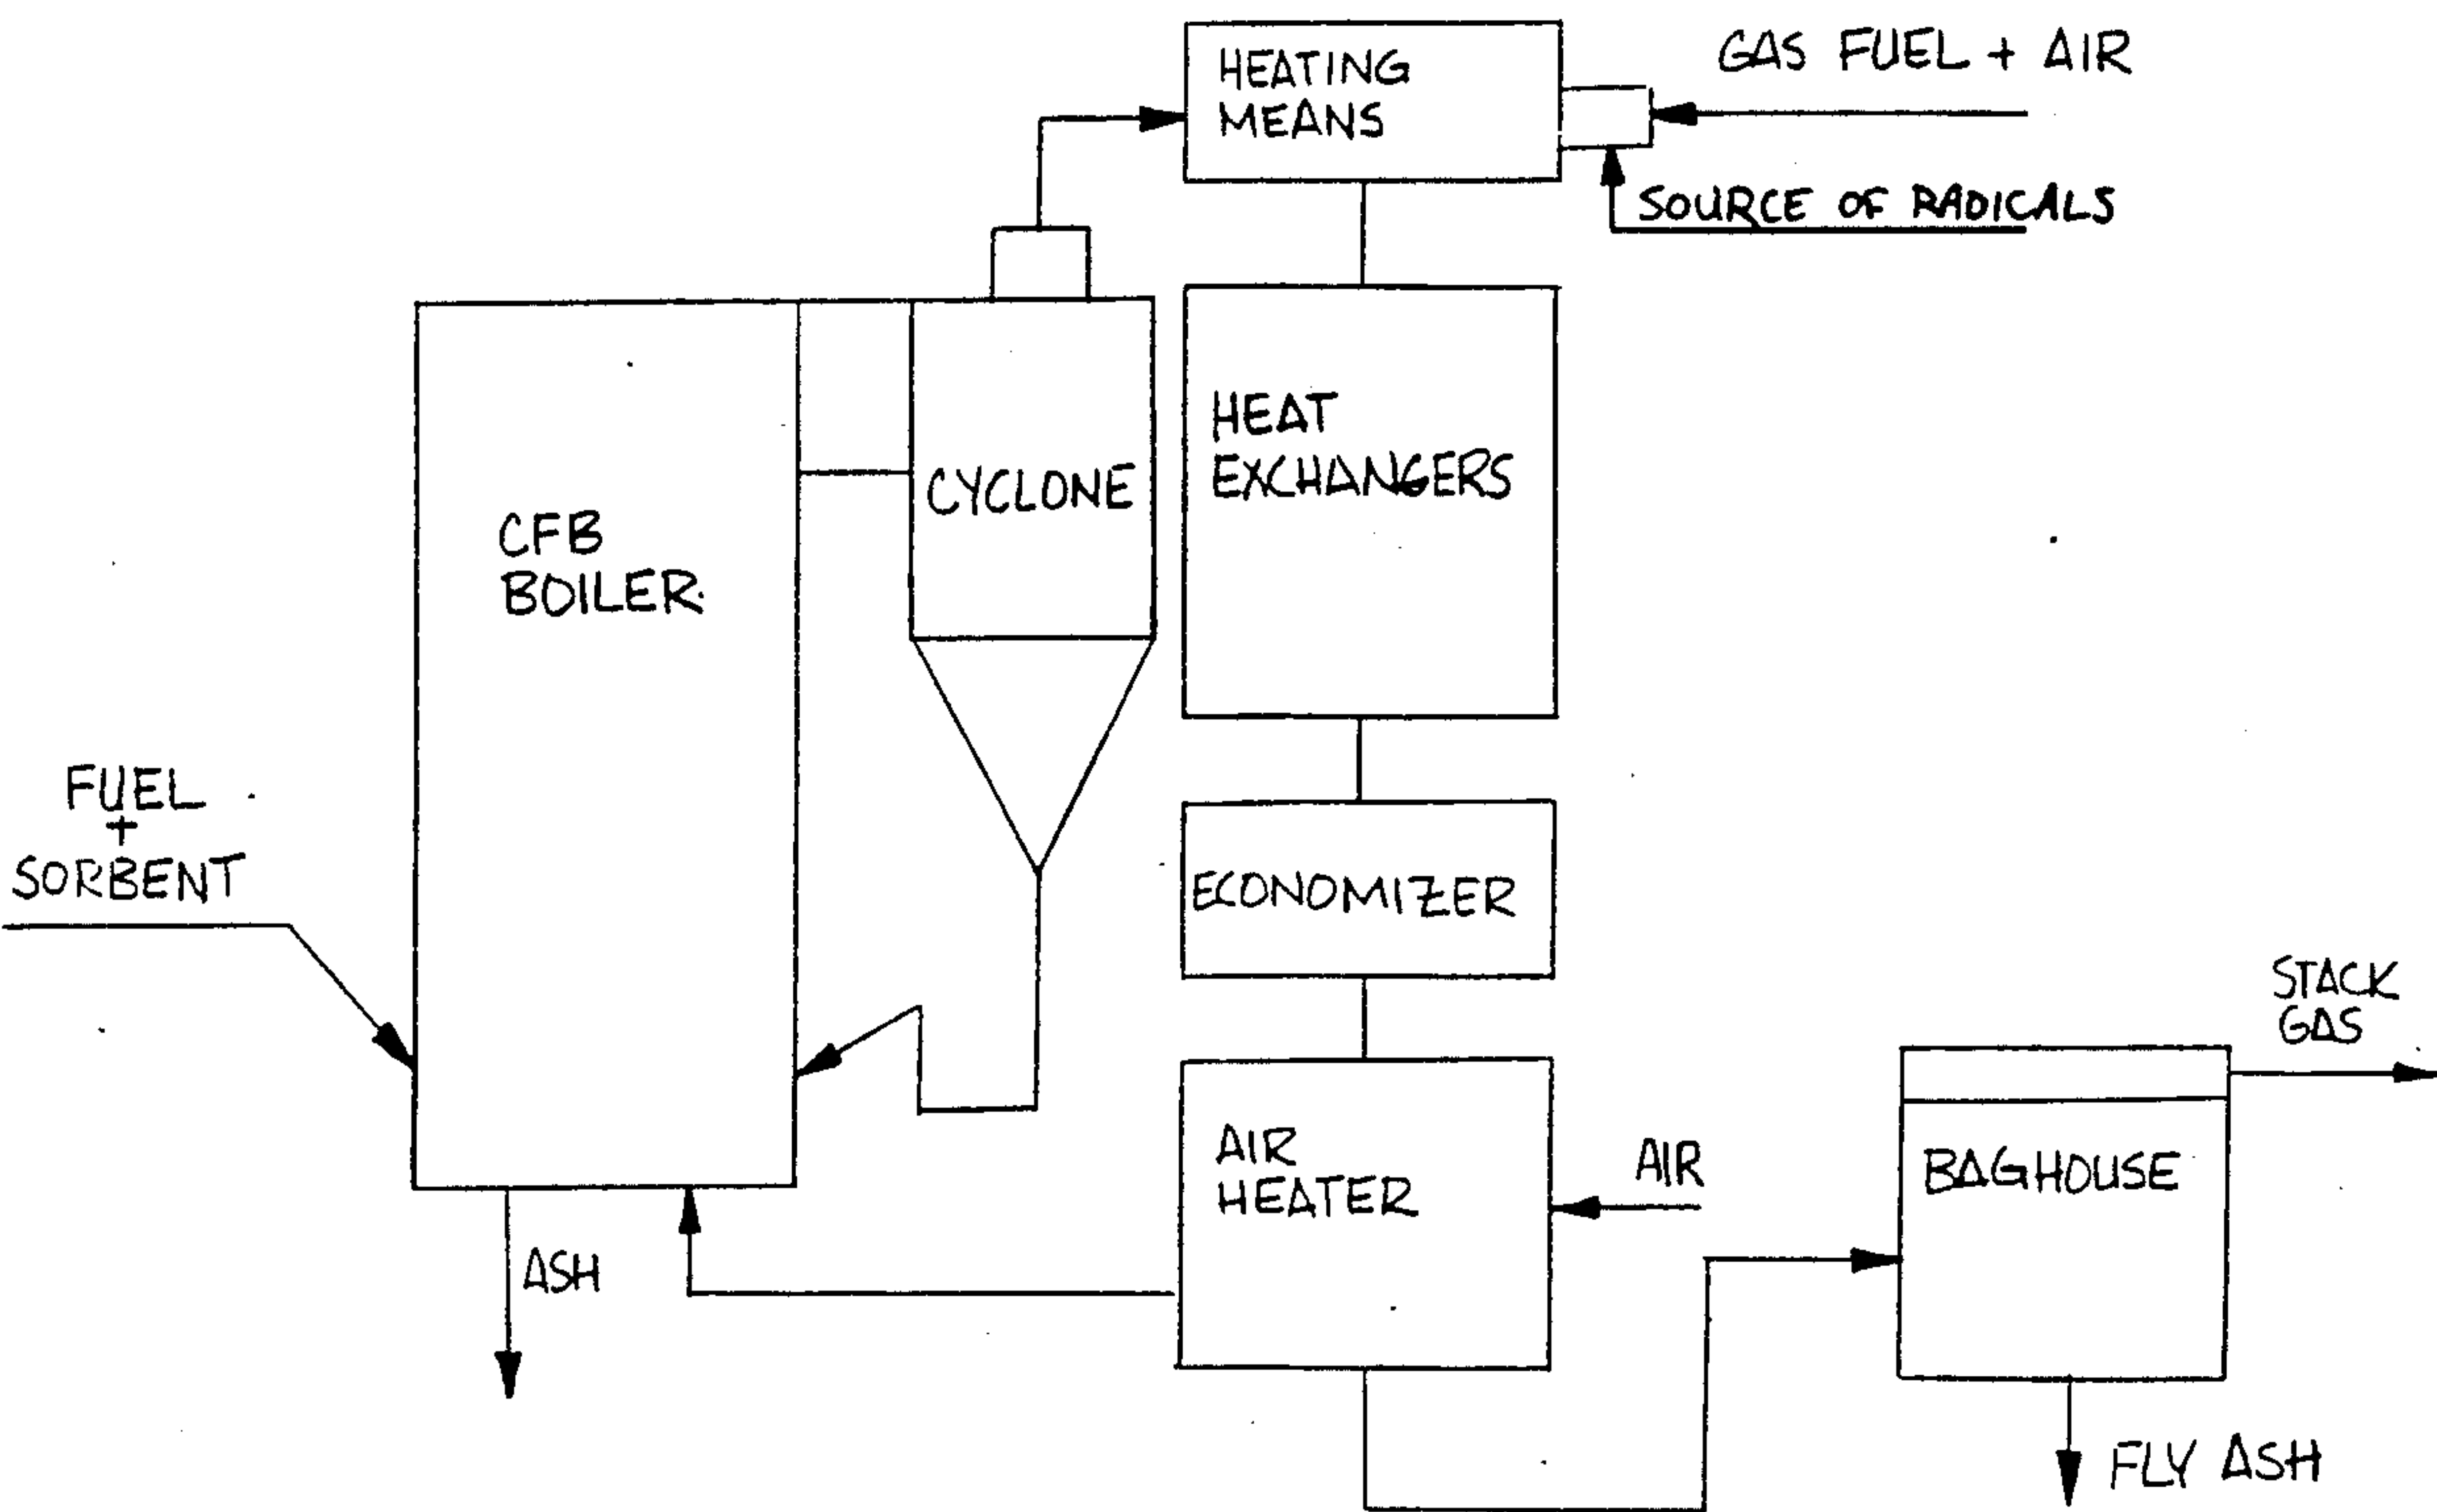 HEATING
MEANS
GAS FUEL + AIR
SOURCE OF RADICALS
HEAT
EXCHANGERS
CYCLONE
CFB
BOILER
FUEL
+
SORBENT
ECONOMIZER
STACK
GAS
AIR
HEATER
AIR
BAGHOUSE
ASH
FLY ASH